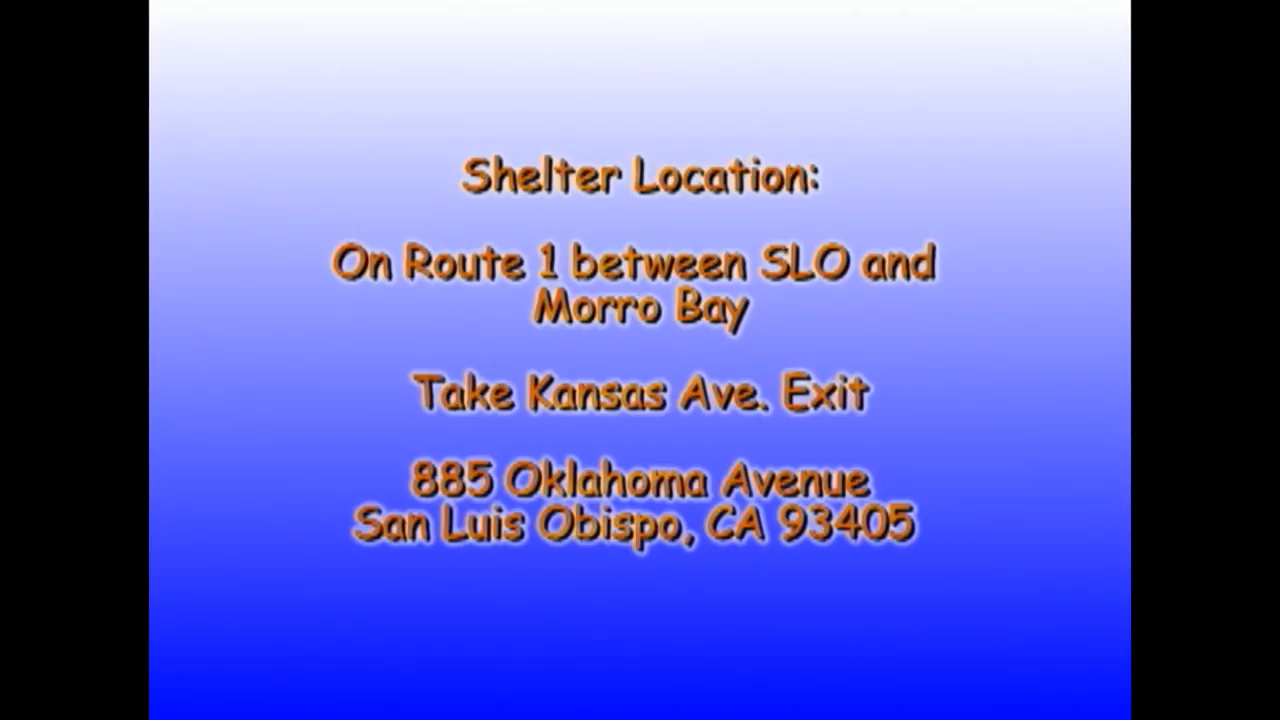 Shelter Location:
On Route 1 between SLO and
Morro Bay
Take Kansas Ave. Exit
885 Oklahoma Avenue
San Luis Obispo, CA 93405